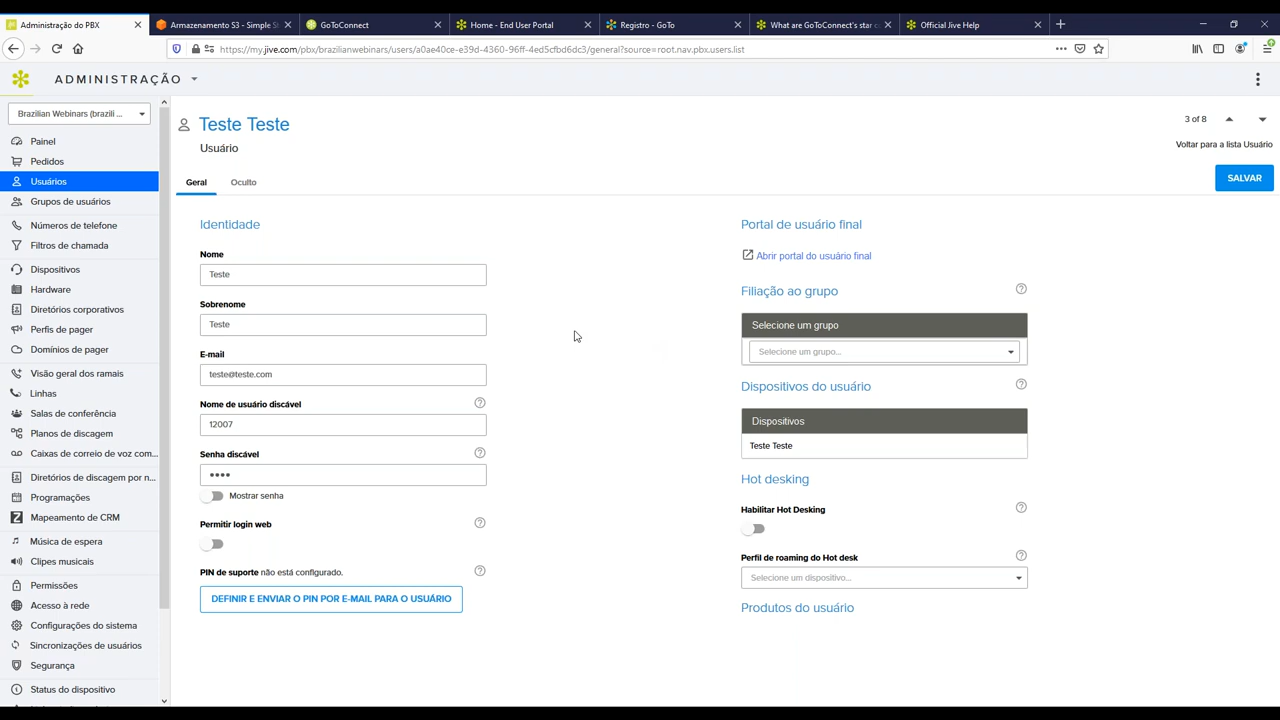 Administração do PBX
Armazenamento S3 - Simple S
GoToConnect
Home - End User Portal
Registro - GoTo
What are GoToConnect's star c
Official Jive Help
https://my.jive.com/pbx/brazilianwebinars/users/a0ae40ce-e39d-4360-96ff-4ed5cfbd6dc3/general?source=root.nav.pbx.users.list
ADMINISTRAÇÃO
Brazilian Webinars (brazili ...
Painel
Pedidos
Usuários
Grupos de usuários
Números de telefone
Filtros de chamada
Dispositivos
Hardware
Diretórios corporativos
Perfis de pager
Domínios de pager
Visão geral dos ramais
Linhas
Salas de conferência
Planos de discagem
Caixas de correio de voz com...
Diretórios de discagem por n...
Programações
Mapeamento de CRM
Música de espera
Clipes musicais
Permissões
Acesso à rede
Configurações do sistema
Sincronizações de usuários
Segurança
Status do dispositivo
Teste Teste
Usuário
3 of 8
Voltar para a lista Usuário
Geral
Oculto
SALVAR
Identidade
Nome
Teste
Sobrenome
Teste
E-mail
teste@teste.com
Nome de usuário discável
12007
Senha discável
••••
Mostrar senha
Permitir login web
PIN de suporte não está configurado.
DEFINIR E ENVIAR O PIN POR E-MAIL PARA O USUÁRIO
Portal de usuário final
Abrir portal do usuário final
Filiação ao grupo
Selecione um grupo
Selecione um grupo...
Dispositivos do usuário
Dispositivos
Teste Teste
Hot desking
Habilitar Hot Desking
Perfil de roaming do Hot desk
Selecione um dispositivo...
Produtos do usuário